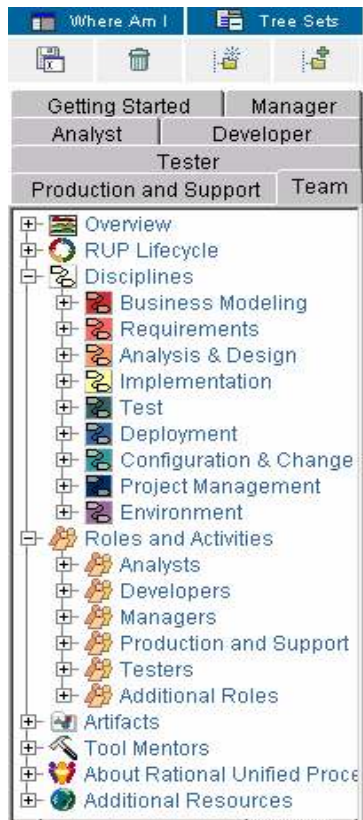 Where Am I Tree Sets
Getting Started Manager
Analyst Developer
Tester
Production and Support Team
Overview
RUP Lifecycle
Disciplines
Business Modeling
Requirements
Analysis & Design
Implementation
Test
Deployment
Configuration & Change
Project Management
Environment
Roles and Activities
Analysts
Developers
Managers
Production and Support
Testers
Additional Roles
Artifacts
Tool Mentors
About Rational Unified Proce
Additional Resources